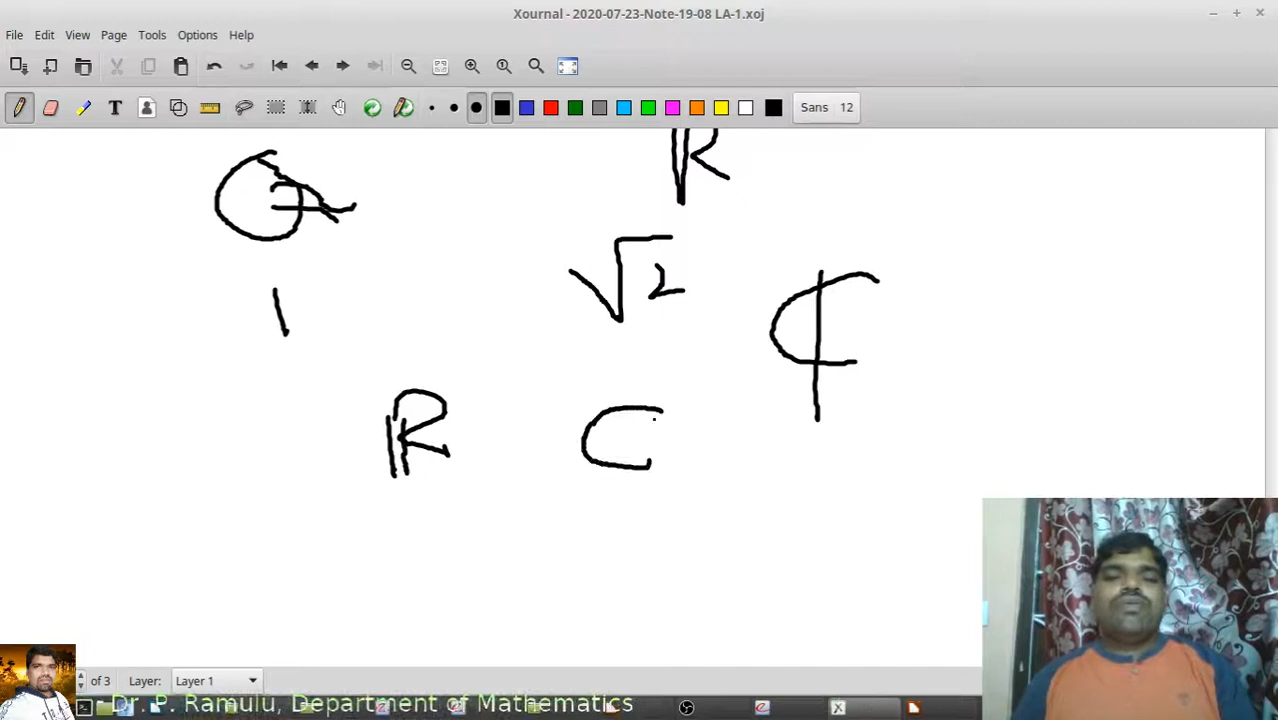 Xournal - 2020-07-23-Note-19-08 LA-1.xoj
File Edit View Page Tools Options Help
Sans 12
ℝ
ℚ
√2
1
ℂ
ℝ C
of 3 Layer: Layer 1
Dr. P. Ramulu, Department of Mathematics